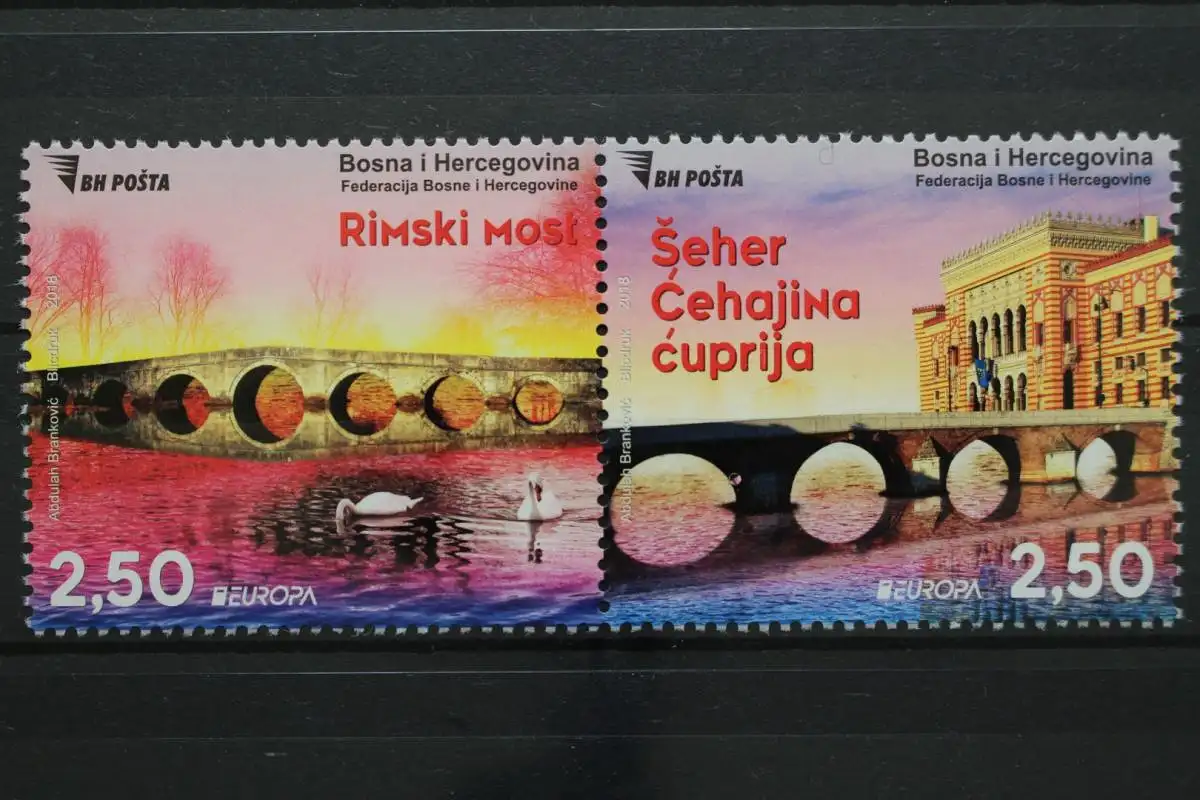 BH POŠTA
Bosna i Hercegovina
Federacija Bosne i Hercegovine
Rimski most
Abdulah Branković Blicdruk 2018
2,50
EUROPA
BH POŠTA
Bosna i Hercegovina
Federacija Bosne i Hercegovine
Šeher
Ćehajina
ćuprija
Abdulah Branković Blicdruk 2018
EUROPA
2,50